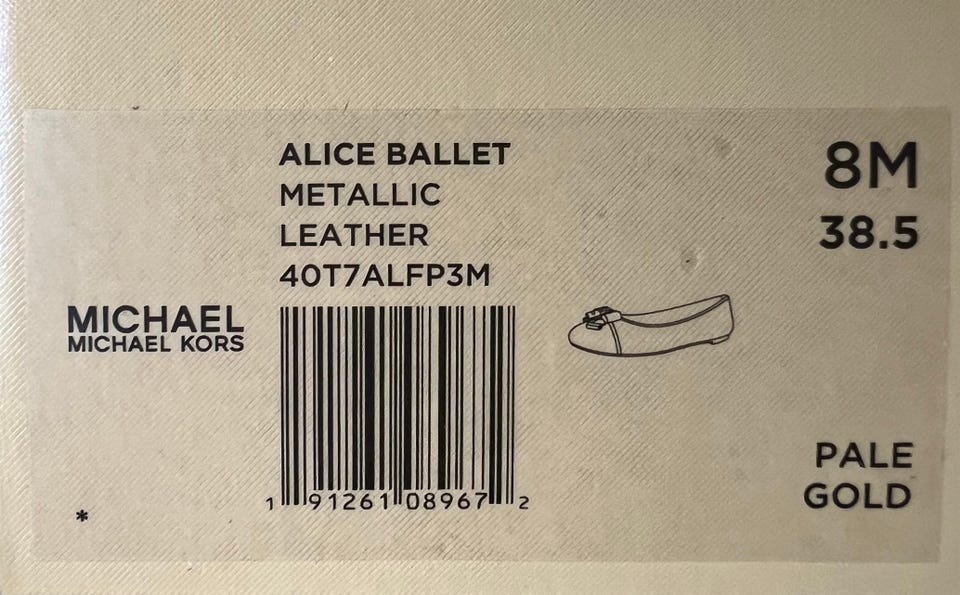 ALICE BALLET
METALLIC
LEATHER
40T7ALFP3M
8M
38.5
MICHAEL
MICHAEL KORS
1 91261 08967 2
PALE
GOLD
*